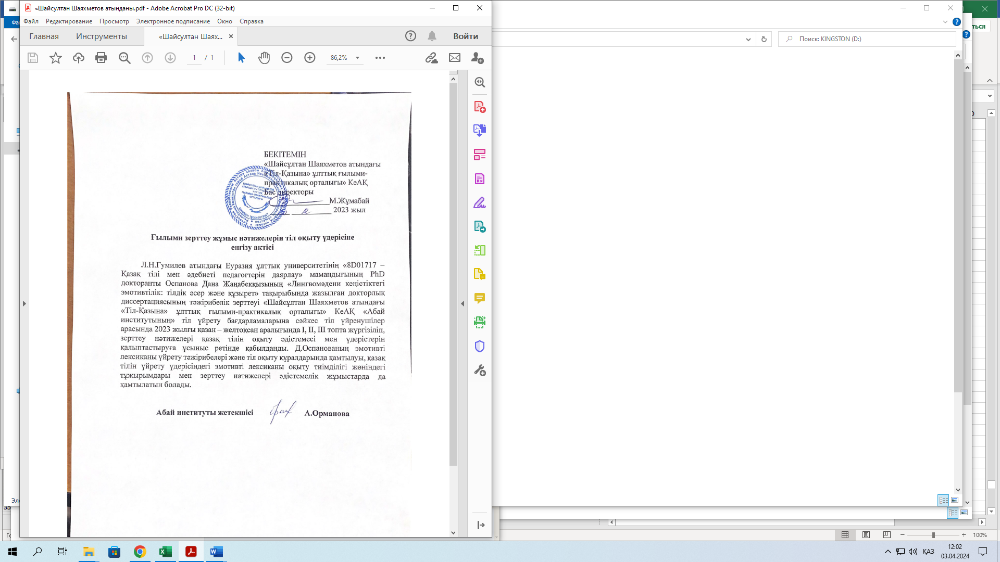 «Шайсултан Шаяхметов атынданы.pdf - Adobe Acrobat Pro DC (32-bit)
Файл Редактирование Просмотр Электронное подписание Окно Справка
Главная Инструменты «Шайсултан Шаях... Войти
1 / 1 86,2%
Поиск: KINGSTON (D:)
БЕКІТЕМІН
«Шайсұлтан Шаяхметов атындағы
«Тіл-Қазына» ұлттық ғылыми-
практикалық орталығы» КеАҚ
Бас директоры
М.Жұмабай
2023 жыл
Ғылыми зерттеу жұмыс нәтижелерін тіл оқыту үдерісіне
енгізу актісі
Л.Н.Гумилев атындағы Еуразия ұлттық университетінің «8D01717 –
Қазақ тілі мен әдебиеті педагогтерін даярлау» мамандығының PhD
докторанты Оспанова Дана Жаңабекқызының «Лингвомәдени кеңістіктегі
эмотивтілік: тілдік әсер және құзырет» тақырыбында жазылған докторлық
диссертациясының тәжірибелік зерттеуі «Шайсұлтан Шаяхметов атындағы
«Тіл-Қазына» ұлттық ғылыми-практикалық орталығы» КеАҚ «Абай
институтының» тіл үйрету бағдарламаларына сәйкес тіл үйренушілер
арасында 2023 жылғы қазан – желтоқсан аралығында I, II, III топта жүргізіліп,
зерттеу нәтижелері қазақ тілін оқыту әдістемесі мен үдерістерін
қалыптастыруға ұсыныс ретінде қабылданды. Д.Оспанованың эмотивті
лексиканы үйрету тәжірибелері және тіл оқыту құралдарында қамтылуы, қазақ
тілін үйрету үдерісіндегі эмотивті лексиканы оқыту тиімділігі жөніндегі
тұжырымдары мен зерттеу нәтижелері әдістемелік жұмыстарда да
қамтылатын болады.
Абай институты жетекшісі А.Орманова
100%
ҚАЗ
12:02
03.04.2024